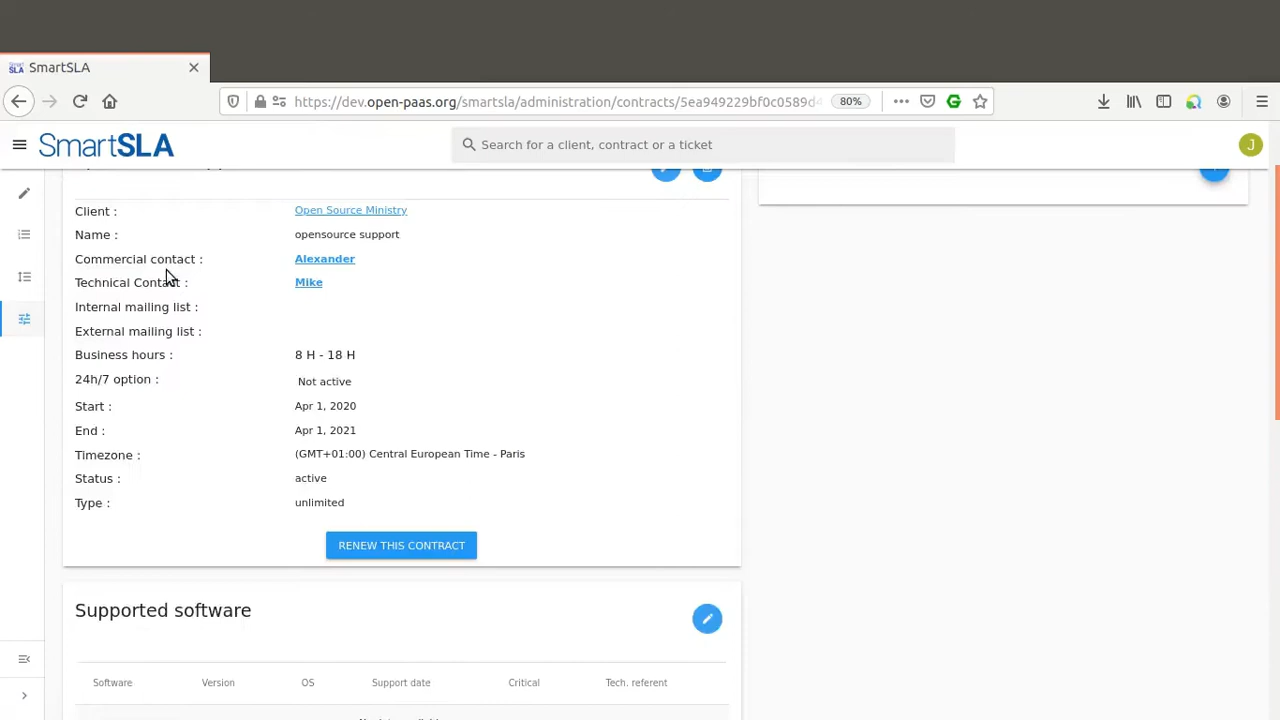 SmartSLA
https://dev.open-paas.org/smartsla/administration/contracts/5ea949229bf0c0589d
80%
SmartSLA
Search for a client, contract or a ticket
J
Client : Open Source Ministry
Name : opensource support
Commercial contact : Alexander
Technical Contact : Mike
Internal mailing list :
External mailing list :
Business hours : 8 H - 18 H
24h/7 option : Not active
Start : Apr 1, 2020
End : Apr 1, 2021
Timezone : (GMT+01:00) Central European Time - Paris
Status : active
Type : unlimited
RENEW THIS CONTRACT
Supported software
Software Version OS Support date Critical Tech. referent